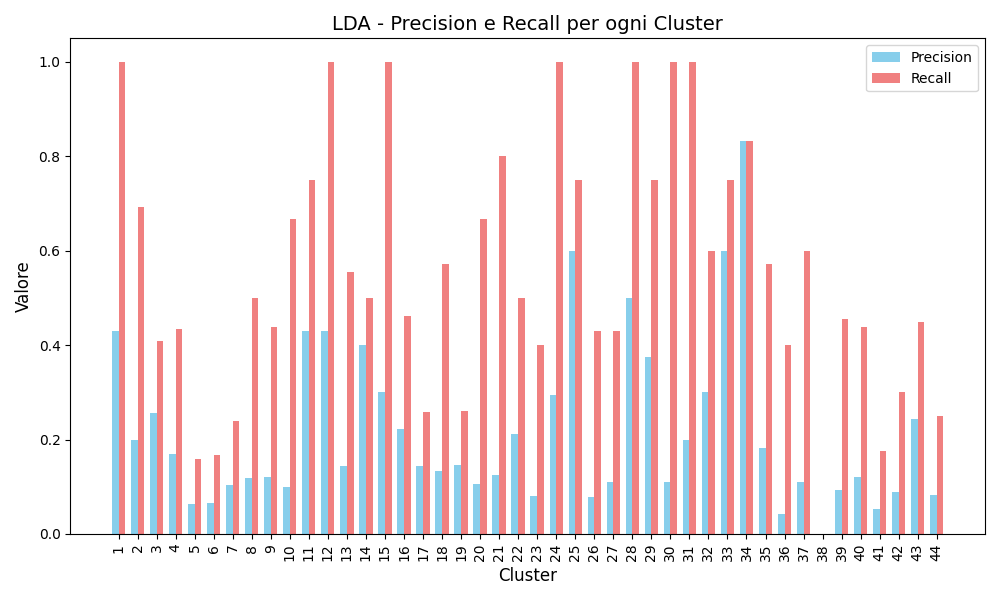 LDA - Precision e Recall per ogni Cluster
Precision
Recall
Valore
1.0
0.8
0.6
0.4
0.2
0.0
1 2 3 4 5 6 7 8 9 10 11 12 13 14 15 16 17 18 19 20 21 22 23 24 25 26 27 28 29 30 31 32 33 34 35 36 37 38 39 40 41 42 43 44
Cluster